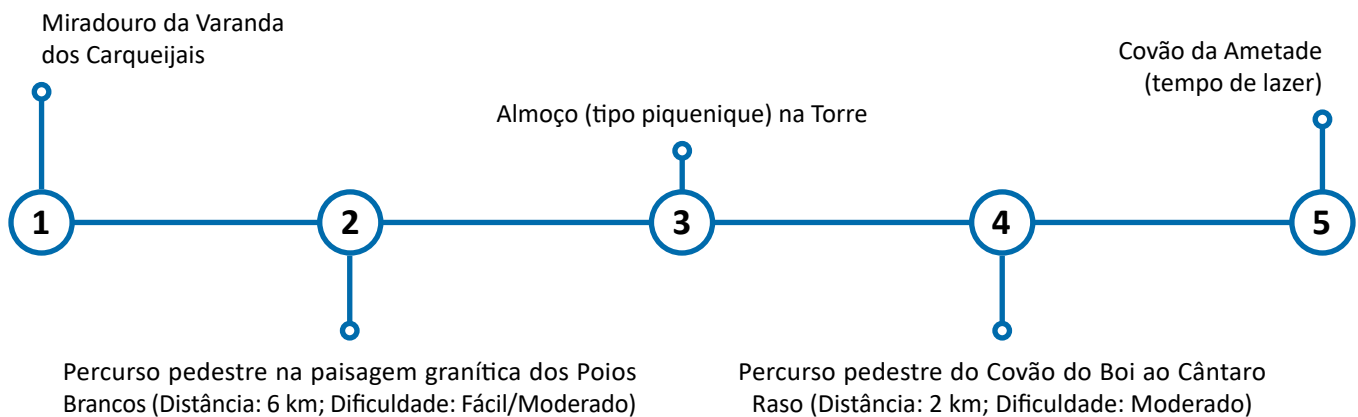 Miradouro da Varanda
dos Carqueijais
Covão da Ametade
(tempo de lazer)
Almoço (tipo piquenique) na Torre
1
2
3
4
5
Percurso pedestre na paisagem granítica dos Poios
Brancos (Distância: 6 km; Dificuldade: Fácil/Moderado)
Percurso pedestre do Covão do Boi ao Cântaro
Raso (Distância: 2 km; Dificuldade: Moderado)